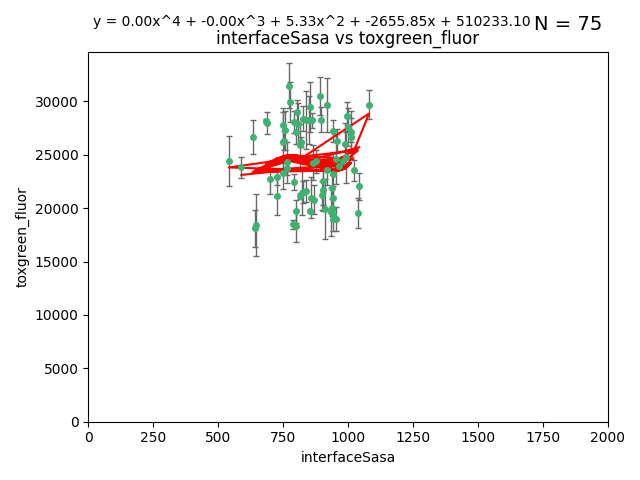 y = 0.00x^4 + -0.00x^3 + 5.33x^2 + -2655.85x + 510233.10 N = 75
interfaceSasa vs toxgreen_fluor
30000
25000
20000
15000
10000
5000
0
toxgreen_fluor
0 250 500 750 1000 1250 1500 1750 2000
interfaceSasa